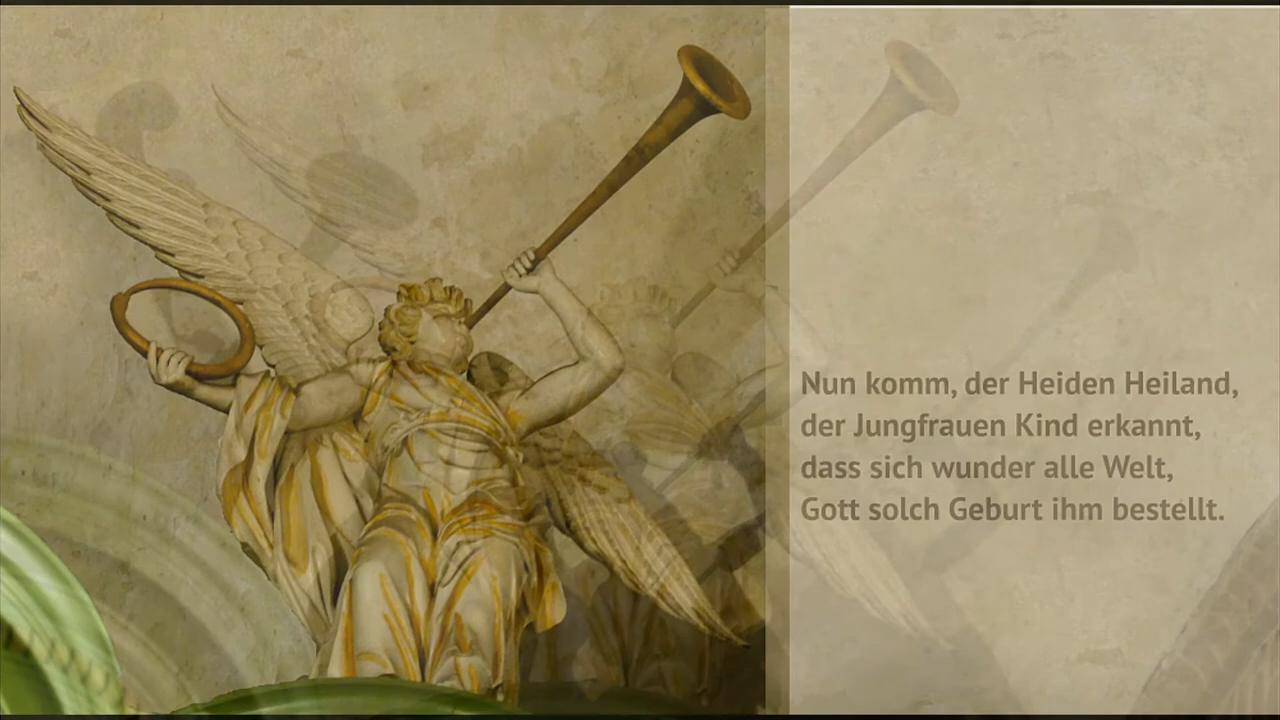 Nun komm, der Heiden Heiland,
der Jungfrauen Kind erkannt,
dass sich wunder alle Welt,
Gott solch Geburt ihm bestellt.